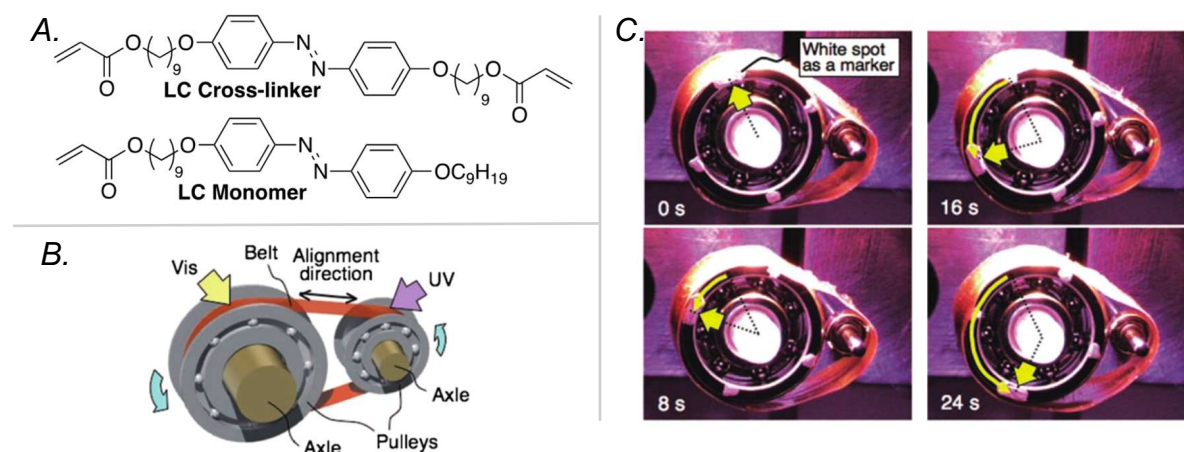 A.
O
O
9
O
N
N
O
O
9
O
LC Cross-linker
O
O
9
O
N
N
OC₉H₁₉
LC Monomer
B.
Vis
Belt
Alignment
direction
UV
Axle
Pulleys
Axle
C.
White spot
as a marker
0 s
16 s
8 s
24 s